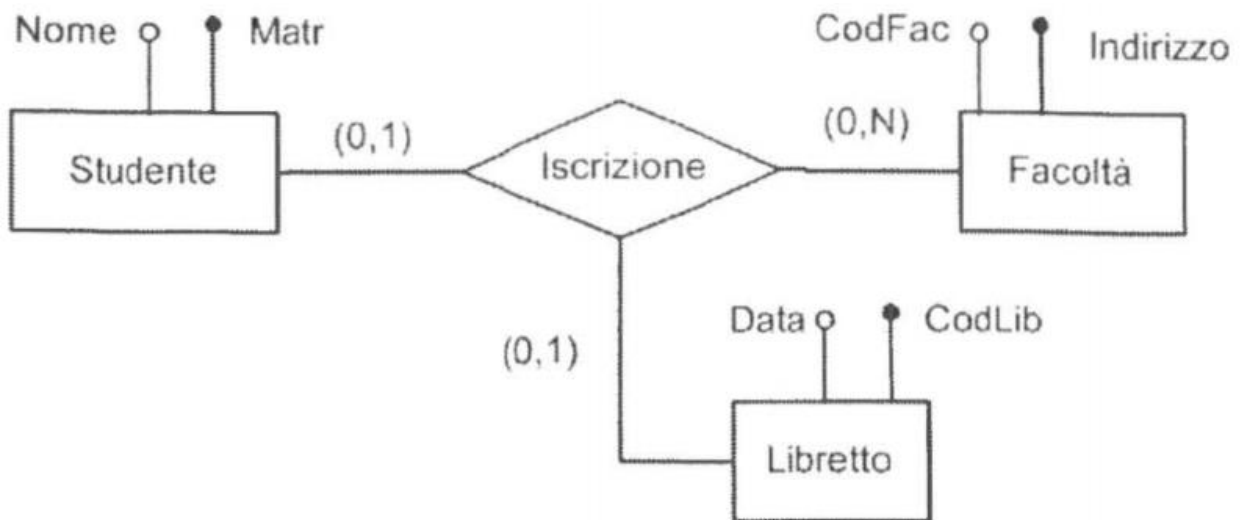 Nome Matr
CodFac Indirizzo
(0,1) (0,N)
Studente Iscrizione Facoltà
Data CodLib
(0,1)
Libretto